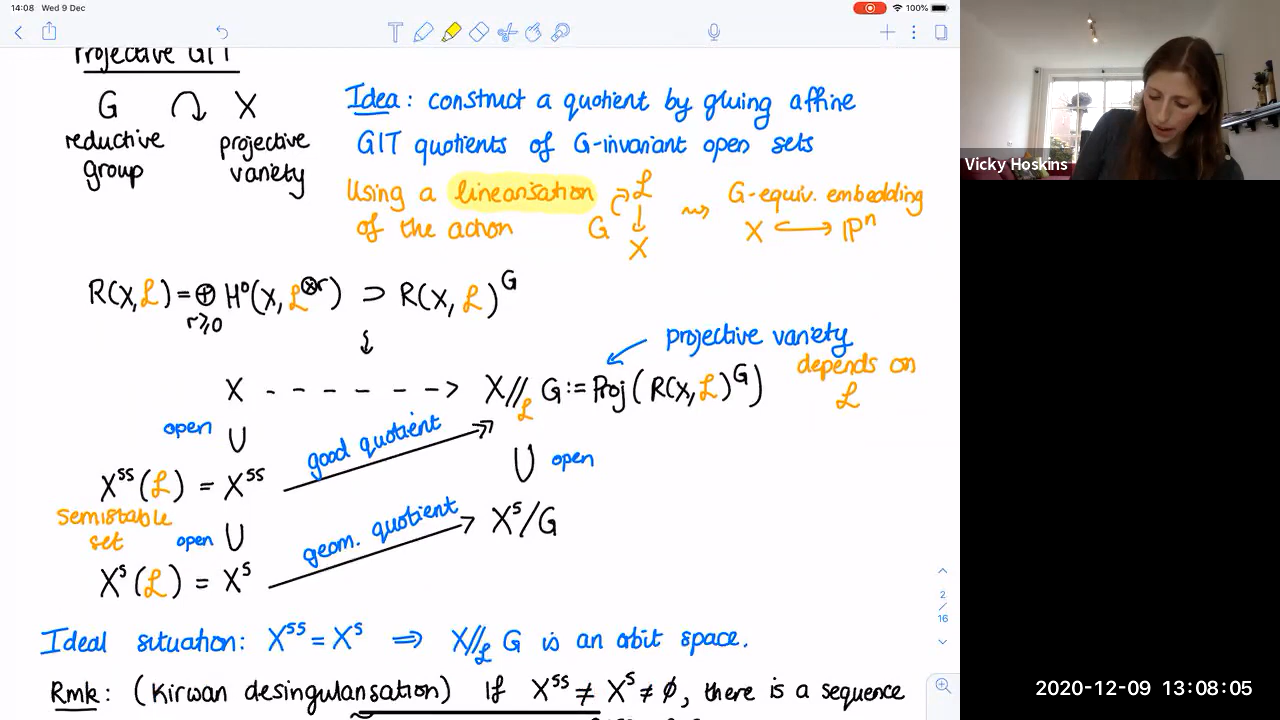 14:08 Wed 9 Dec
100%
Projective GIT
G ↷ X
reductive group
projective variety
Idea: construct a quotient by gluing affine
GIT quotients of G-invariant open sets
Using a linearisation
of the action
G ↷ ℒ ↓ X
⇝ G-equiv. embedding
X ↪ ℙⁿ
R(X, ℒ) = ⊕ H⁰(X, ℒ^⊗r) ⊃ R(X, ℒ)^G
r≥0
projective variety
depends on ℒ
X - - - - - -> X//_ℒ G := Proj(R(X, ℒ)^G)
open ∪
good quotient
∪ open
X^ss(ℒ) = X^ss
semistable set
open ∪
geom. quotient
X^s/G
X^s(ℒ) = X^s
Ideal situation: X^ss = X^s ⇒ X//_ℒ G is an orbit space.
Rmk: (Kirwan desingularisation) If X^ss ≠ X^s ≠ ∅, there is a sequence
2
/
16
Vicky Hoskins
2020-12-09 13:08:05